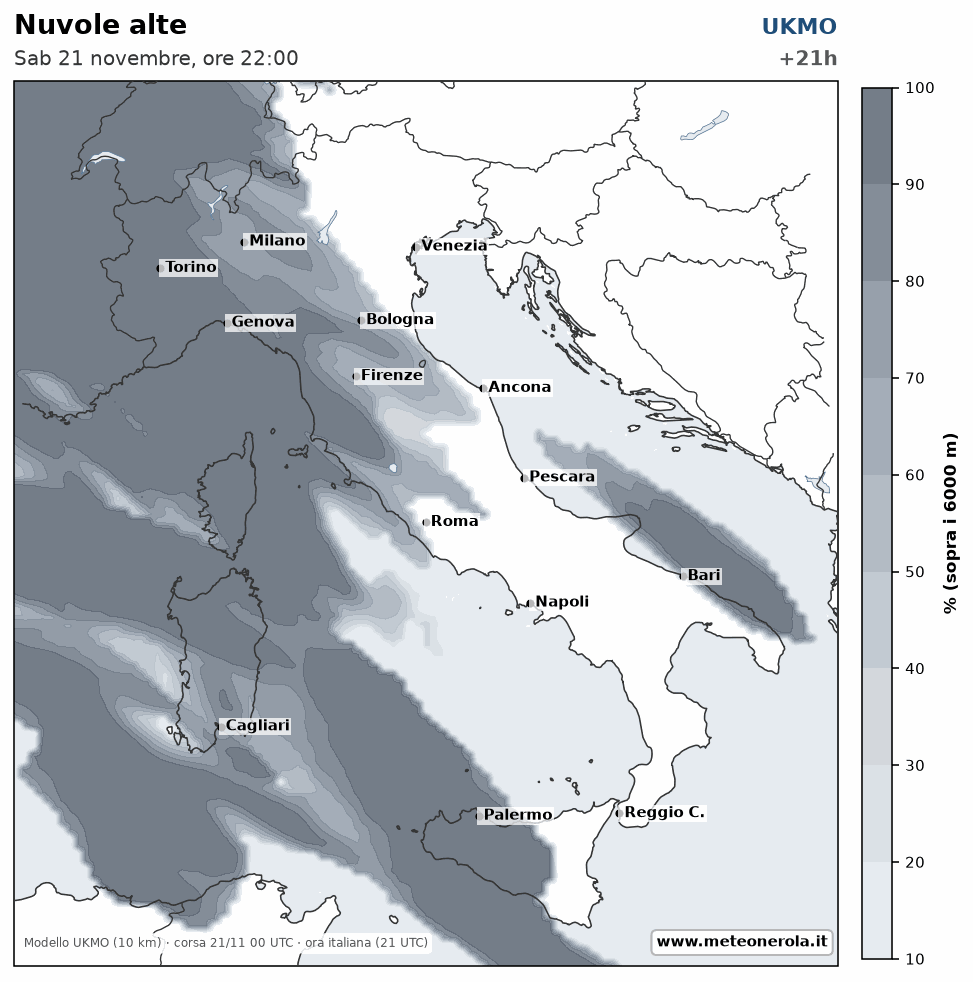 Nuvole alte
UKMO
Sab 21 novembre, ore 22:00
+21h
100
90
80
70
60
50
40
30
20
10
% (sopra i 6000 m)
Milano
Venezia
Torino
Genova
Bologna
Firenze
Ancona
Pescara
Roma
Bari
Napoli
Cagliari
Palermo
Reggio C.
Modello UKMO (10 km) · corsa 21/11 00 UTC · ora italiana (21 UTC)
www.meteonerola.it